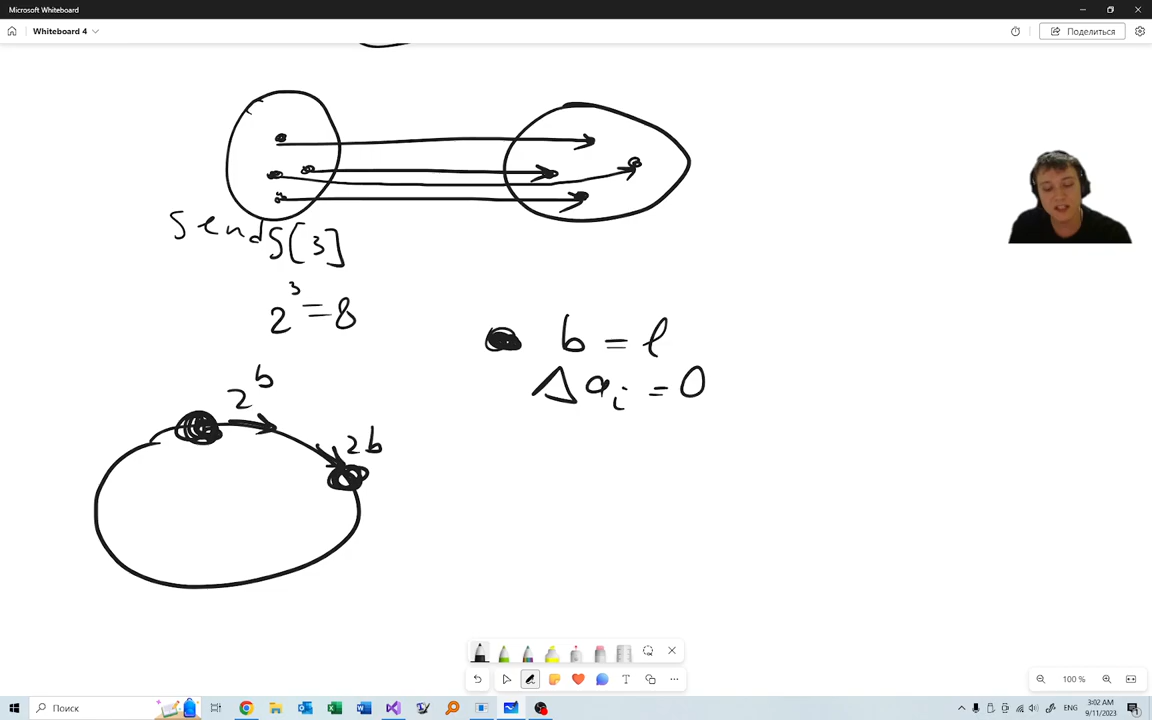 Microsoft Whiteboard
Whiteboard 4
Поделиться
sends[3]
2³=8
b = l
Δaᵢ = 0
2ᵇ
2b
100 %
Поиск
ENG
3:02 AM
9/11/2023